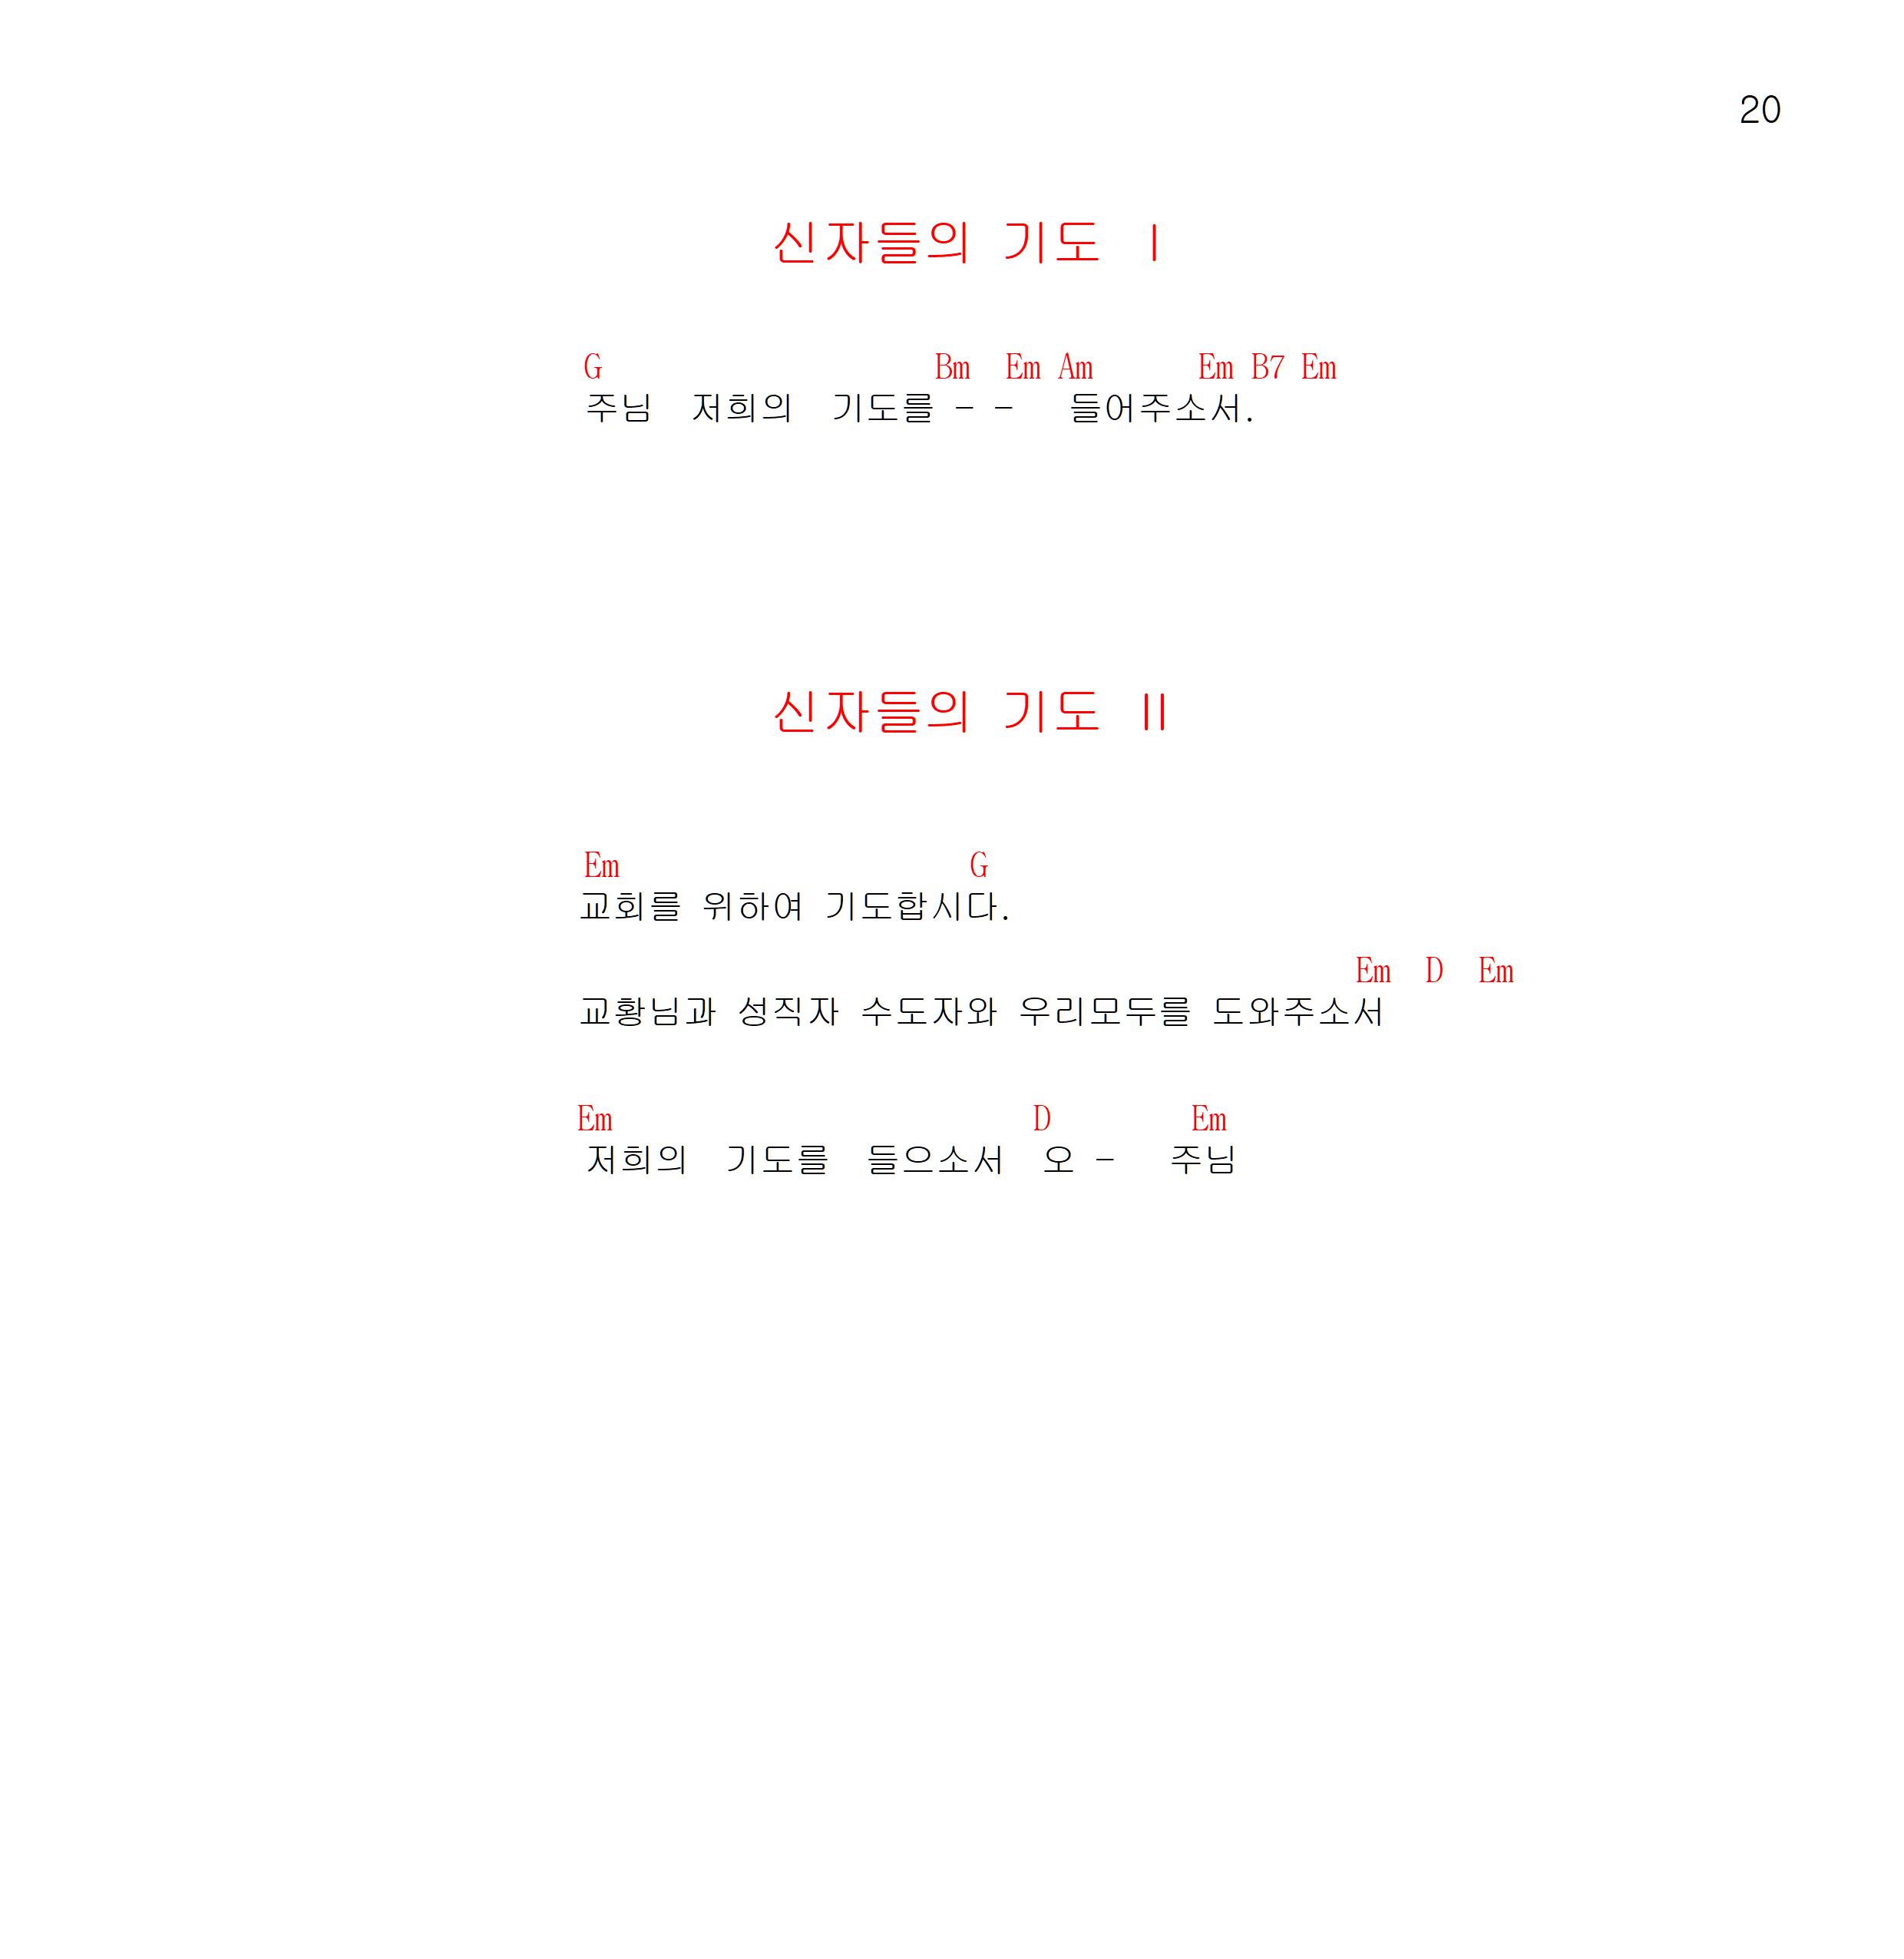 20
신자들의 기도 I
G Bm Em Am Em B7 Em
주님 저희의 기도를 - - 들어주소서.
신자들의 기도 II
Em G
교회를 위하여 기도합시다.
Em D Em
교황님과 성직자 수도자와 우리모두를 도와주소서
Em D Em
저희의 기도를 들으소서 오 - 주님